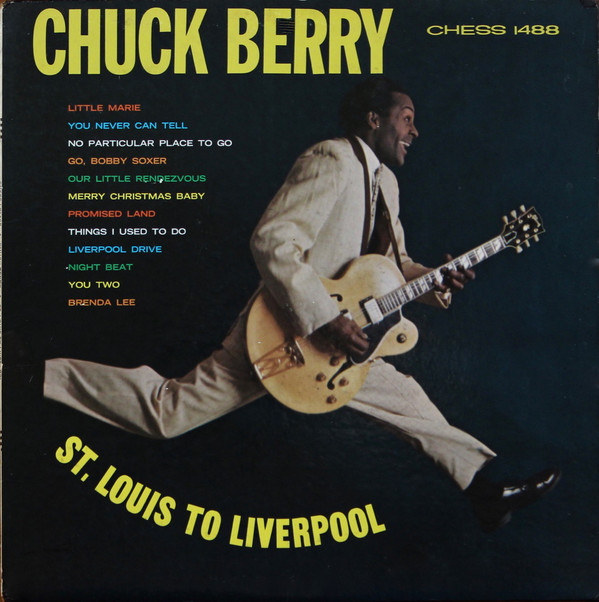 CHUCK BERRY
CHESS 1488
LITTLE MARIE
YOU NEVER CAN TELL
NO PARTICULAR PLACE TO GO
GO, BOBBY SOXER
OUR LITTLE RENDEZVOUS
MERRY CHRISTMAS BABY
PROMISED LAND
THINGS I USED TO DO
LIVERPOOL DRIVE
NIGHT BEAT
YOU TWO
BRENDA LEE
ST. LOUIS TO LIVERPOOL